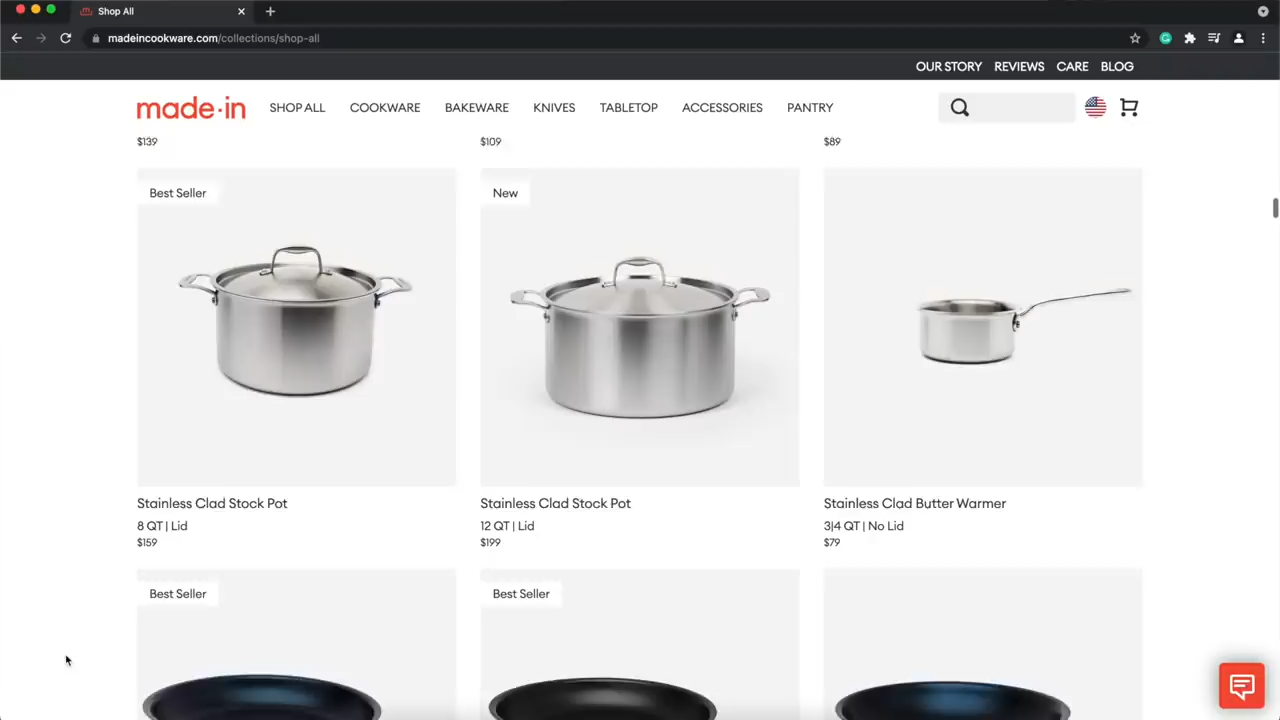 Shop All
madeincookware.com/collections/shop-all
OUR STORY REVIEWS CARE BLOG
made·in SHOP ALL COOKWARE BAKEWARE KNIVES TABLETOP ACCESSORIES PANTRY
$139 $109 $89
Best Seller New
Stainless Clad Stock Pot Stainless Clad Stock Pot Stainless Clad Butter Warmer
8 QT | Lid 12 QT | Lid 3|4 QT | No Lid
$159 $199 $79
Best Seller Best Seller